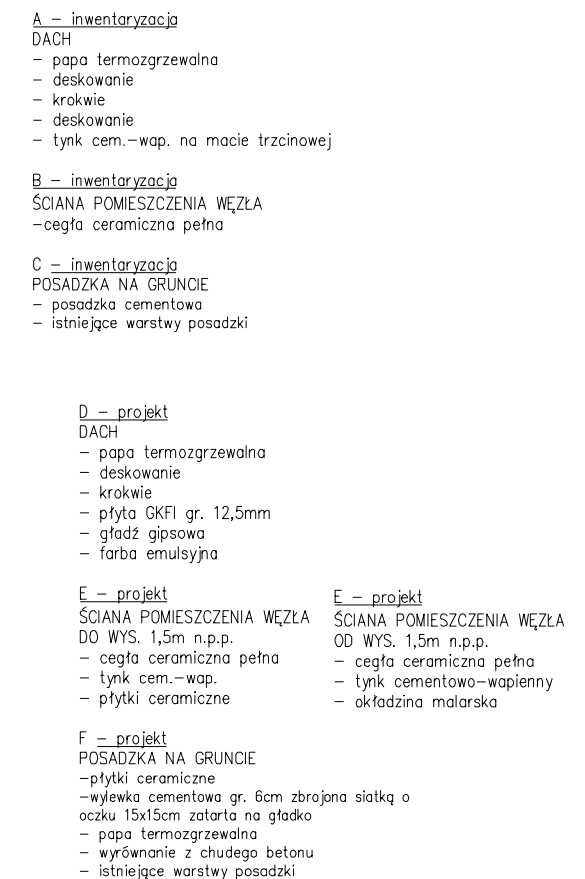 A – inwentaryzacja
DACH
– papa termozgrzewalna
– deskowanie
– krokwie
– deskowanie
– tynk cem.–wap. na macie trzcinowej
B – inwentaryzacja
ŚCIANA POMIESZCZENIA WĘZŁA
–cegła ceramiczna pełna
C – inwentaryzacja
POSADZKA NA GRUNCIE
– posadzka cementowa
– istniejące warstwy posadzki
D – projekt
DACH
– papa termozgrzewalna
– deskowanie
– krokwie
– płyta GKFI gr. 12,5mm
– gładź gipsowa
– farba emulsyjna
E – projekt
ŚCIANA POMIESZCZENIA WĘZŁA
DO WYS. 1,5m n.p.p.
– cegła ceramiczna pełna
– tynk cem.–wap.
– płytki ceramiczne
E – projekt
ŚCIANA POMIESZCZENIA WĘZŁA
OD WYS. 1,5m n.p.p.
– cegła ceramiczna pełna
– tynk cementowo–wapienny
– okładzina malarska
F – projekt
POSADZKA NA GRUNCIE
–płytki ceramiczne
–wylewka cementowa gr. 6cm zbrojona siatką o
oczku 15x15cm zatarta na gładko
– papa termozgrzewalna
– wyrównanie z chudego betonu
– istniejące warstwy posadzki